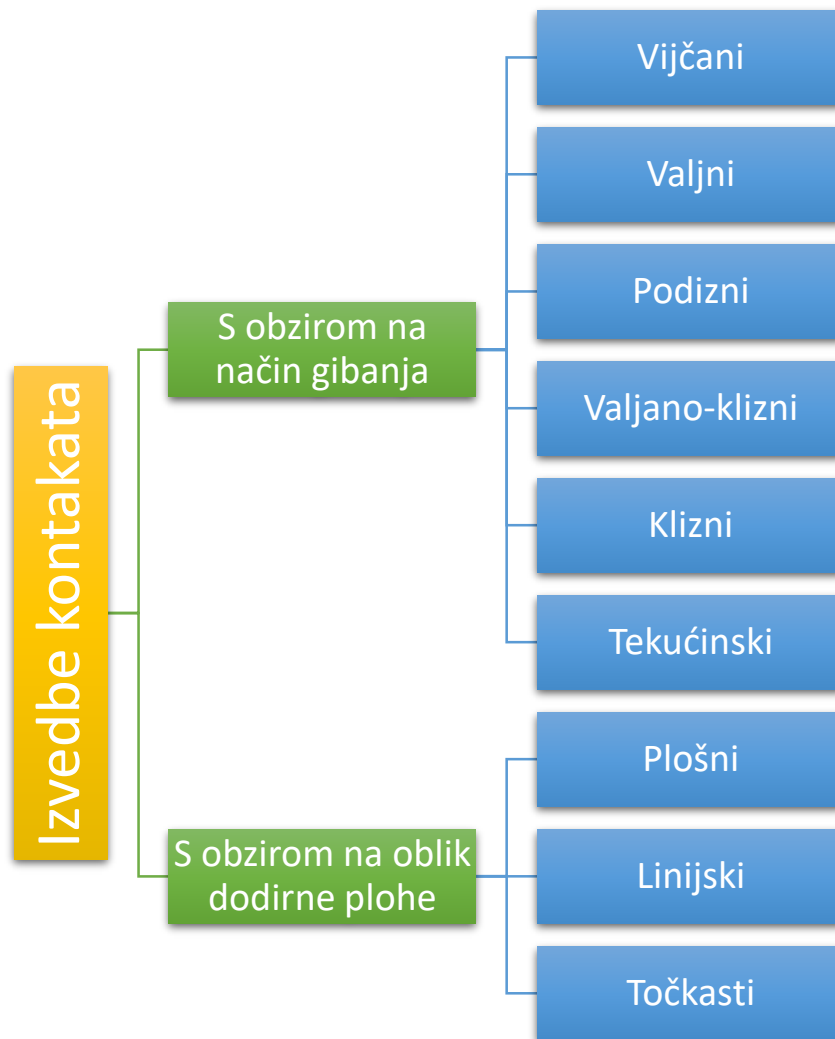 Izvedbe kontakata
S obzirom na
način gibanja
Vijčani
Valjni
Podizni
Valjano-klizni
Klizni
Tekućinski
S obzirom na oblik
dodirne plohe
Plošni
Linijski
Točkasti